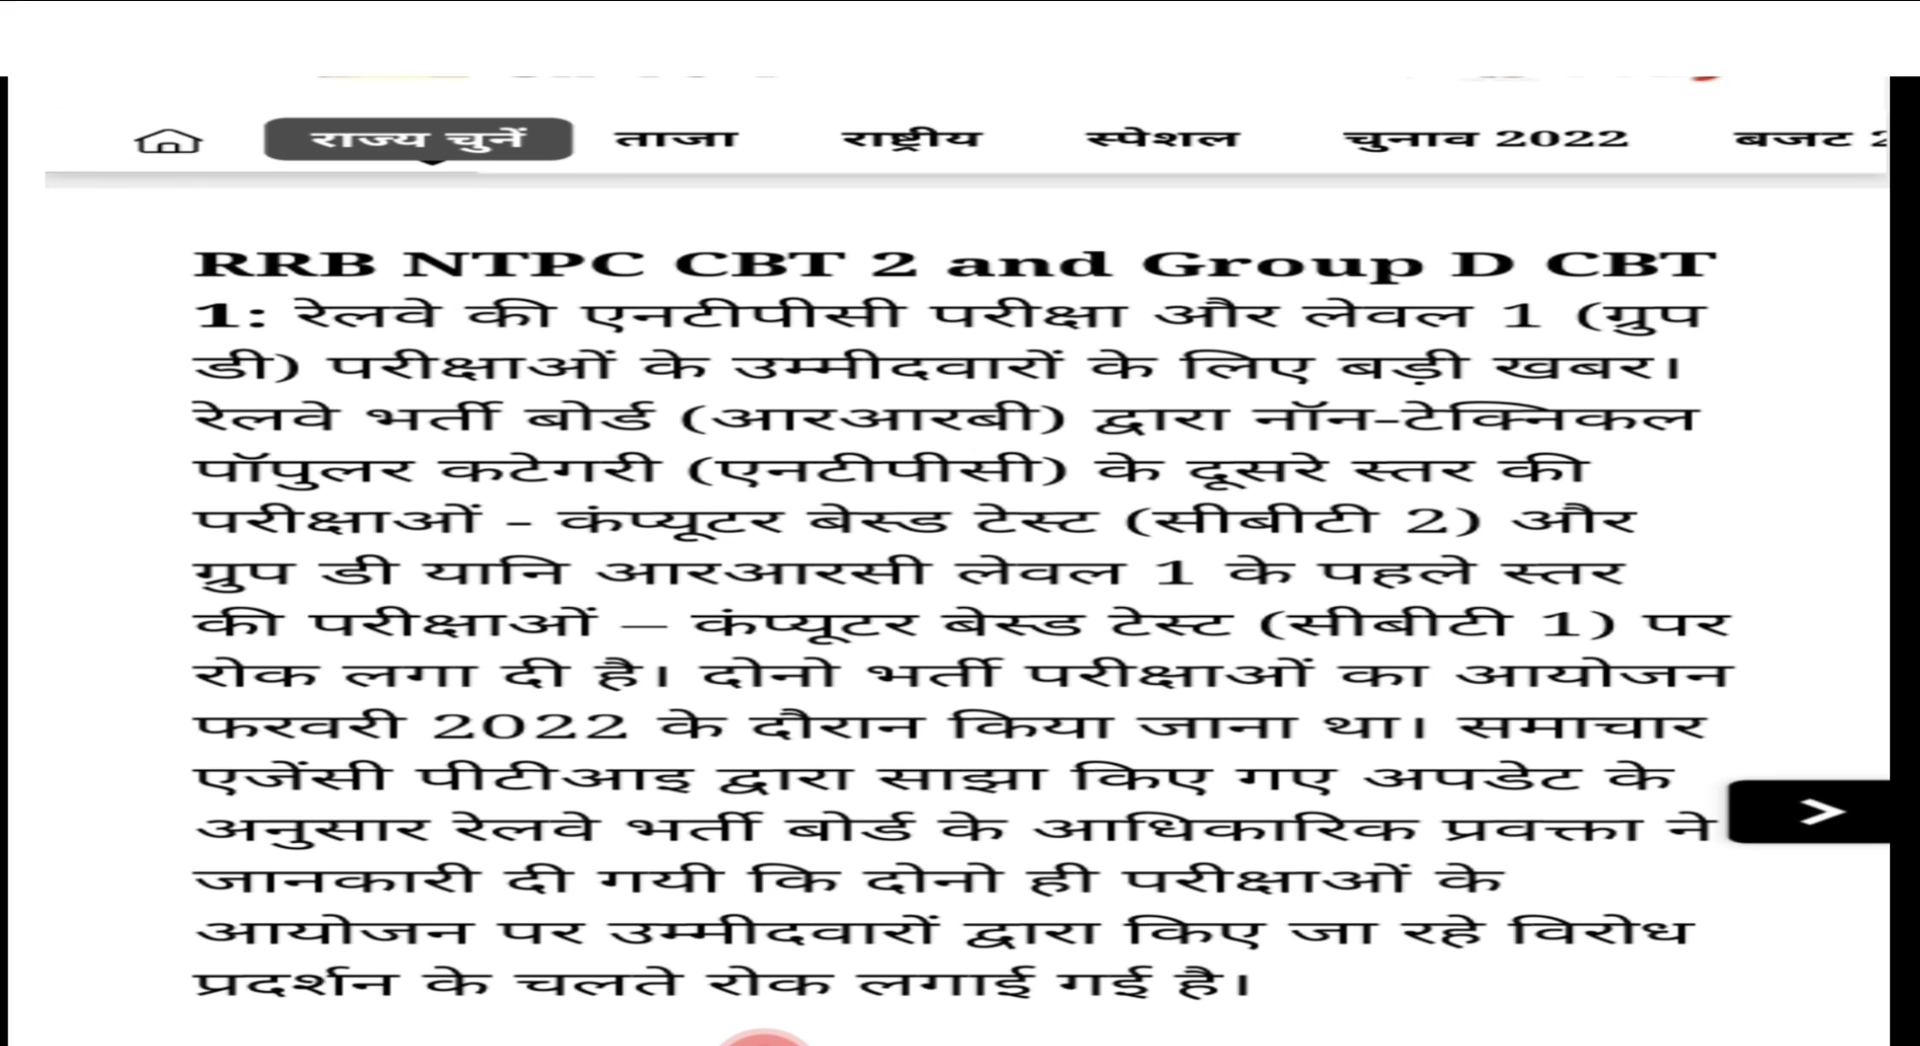 राज्य चुनें ताजा राष्ट्रीय स्पेशल चुनाव 2022 बजट
RRB NTPC CBT 2 and Group D CBT
1: रेलवे की एनटीपीसी परीक्षा और लेवल 1 (ग्रुप
डी) परीक्षाओं के उम्मीदवारों के लिए बड़ी खबर।
रेलवे भर्ती बोर्ड (आरआरबी) द्वारा नॉन-टेक्निकल
पॉपुलर कटेगरी (एनटीपीसी) के दूसरे स्तर की
परीक्षाओं - कंप्यूटर बेस्ड टेस्ट (सीबीटी 2) और
ग्रुप डी यानि आरआरसी लेवल 1 के पहले स्तर
की परीक्षाओं – कंप्यूटर बेस्ड टेस्ट (सीबीटी 1) पर
रोक लगा दी है। दोनो भर्ती परीक्षाओं का आयोजन
फरवरी 2022 के दौरान किया जाना था। समाचार
एजेंसी पीटीआइ द्वारा साझा किए गए अपडेट के
अनुसार रेलवे भर्ती बोर्ड के आधिकारिक प्रवक्ता ने
जानकारी दी गयी कि दोनो ही परीक्षाओं के
आयोजन पर उम्मीदवारों द्वारा किए जा रहे विरोध
प्रदर्शन के चलते रोक लगाई गई है।